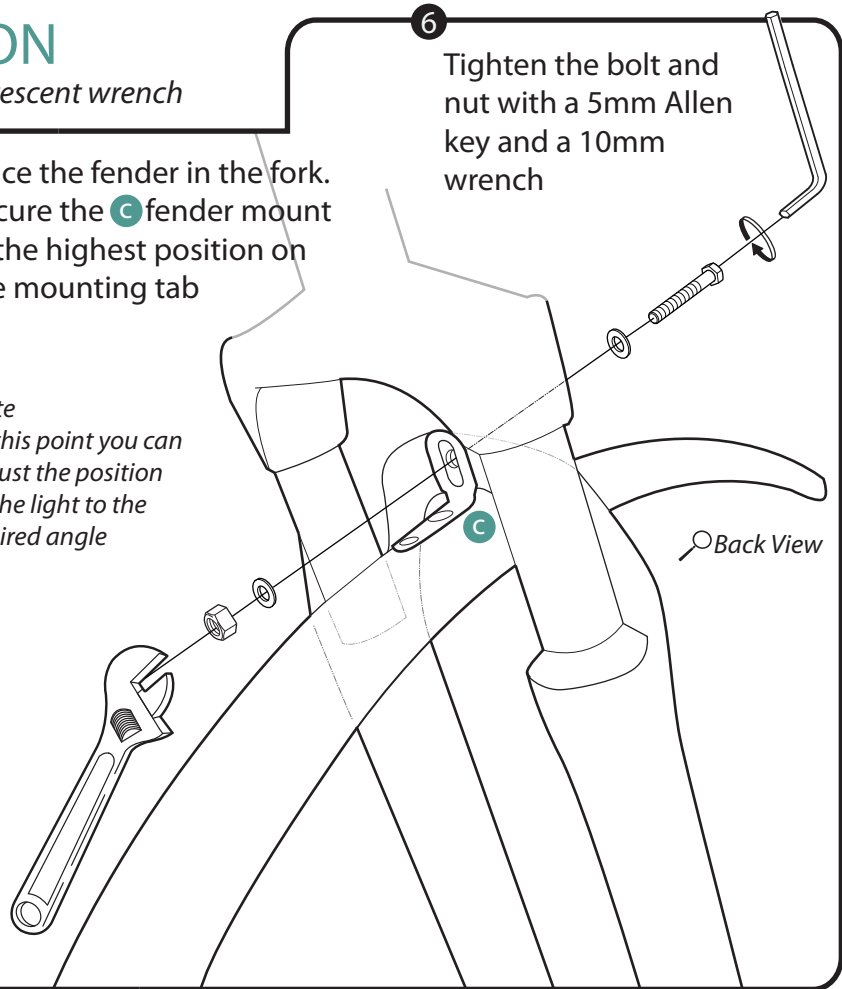 ON
escent wrench
ce the fender in the fork.
cure the C fender mount
the highest position on
e mounting tab
te
this point you can
ust the position
he light to the
ired angle
6
Tighten the bolt and
nut with a 5mm Allen
key and a 10mm
wrench
C
Back View